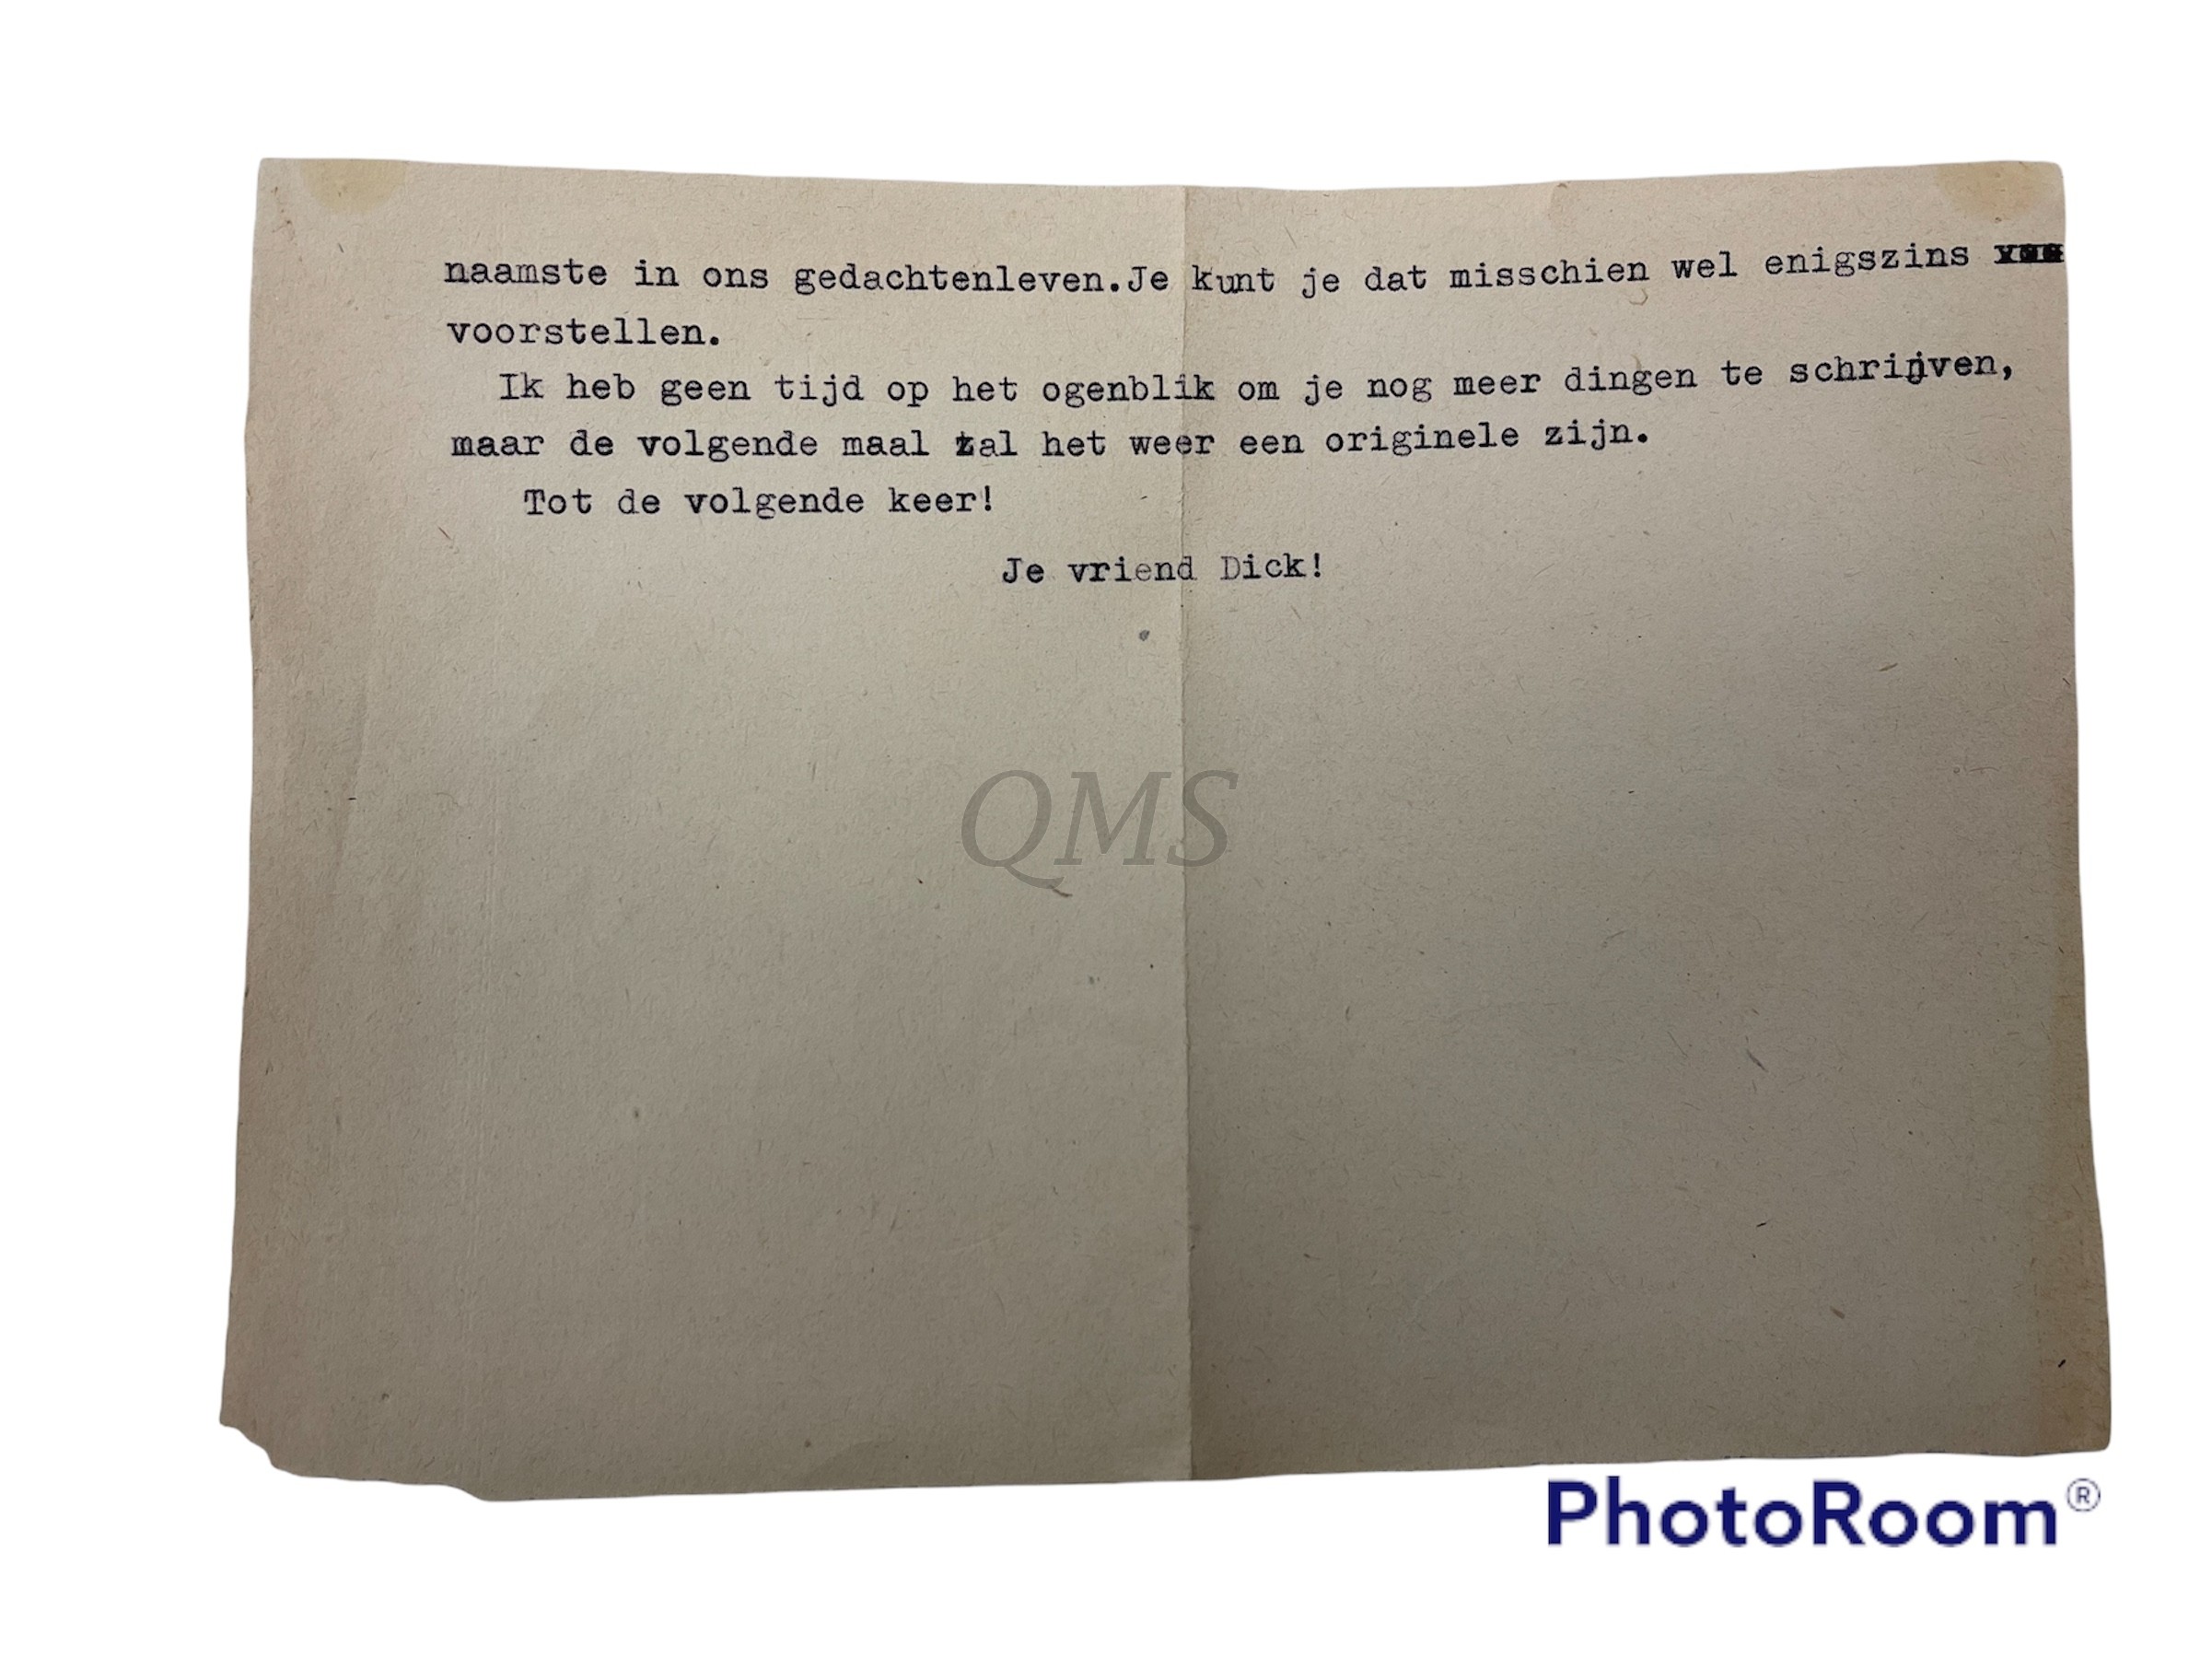 naamste in ons gedachtenleven.Je kunt je dat misschien wel enigszins
voorstellen.
Ik heb geen tijd op het ogenblik om je nog meer dingen te schrijven,
maar de volgende maal zal het weer een originele zijn.
Tot de volgende keer!
Je vriend Dick!
QMS
PhotoRoom®